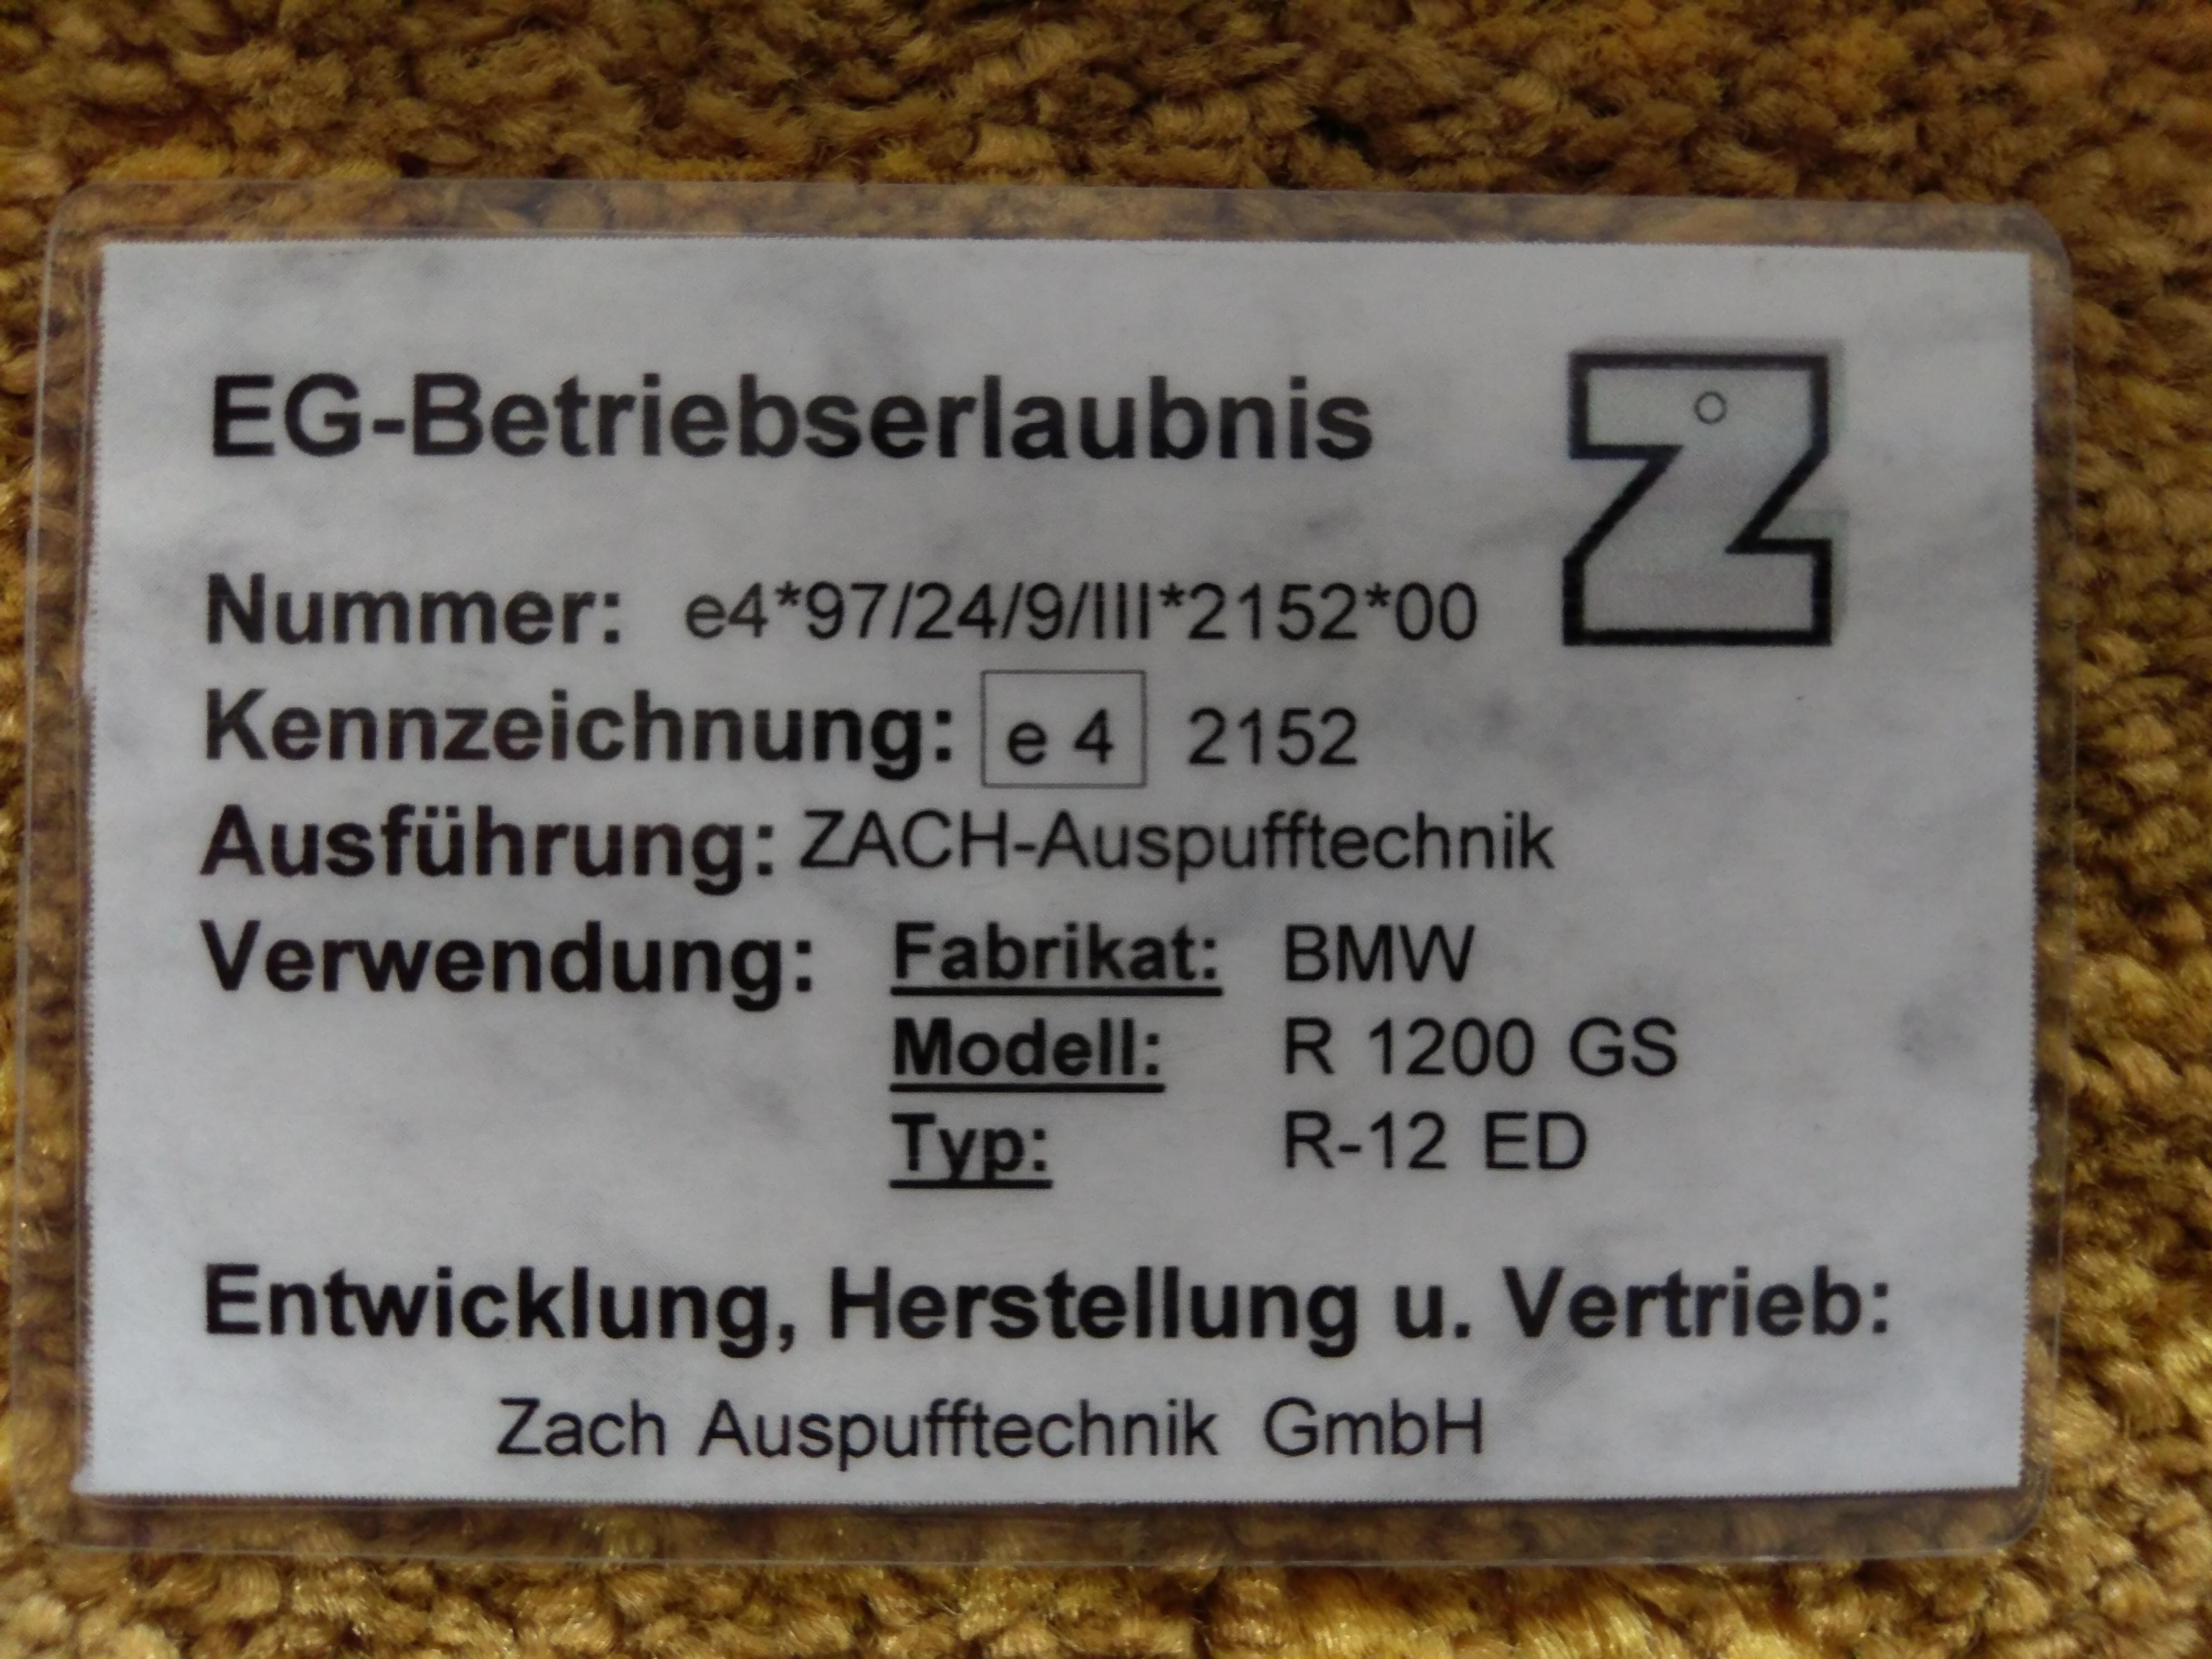 EG-Betriebserlaubnis
Z
Nummer: e4*97/24/9/III*2152*00
Kennzeichnung: e 4 2152
Ausführung: ZACH-Auspufftechnik
Verwendung: Fabrikat: BMW
Modell: R 1200 GS
Typ: R-12 ED
Entwicklung, Herstellung u. Vertrieb:
Zach Auspufftechnik GmbH